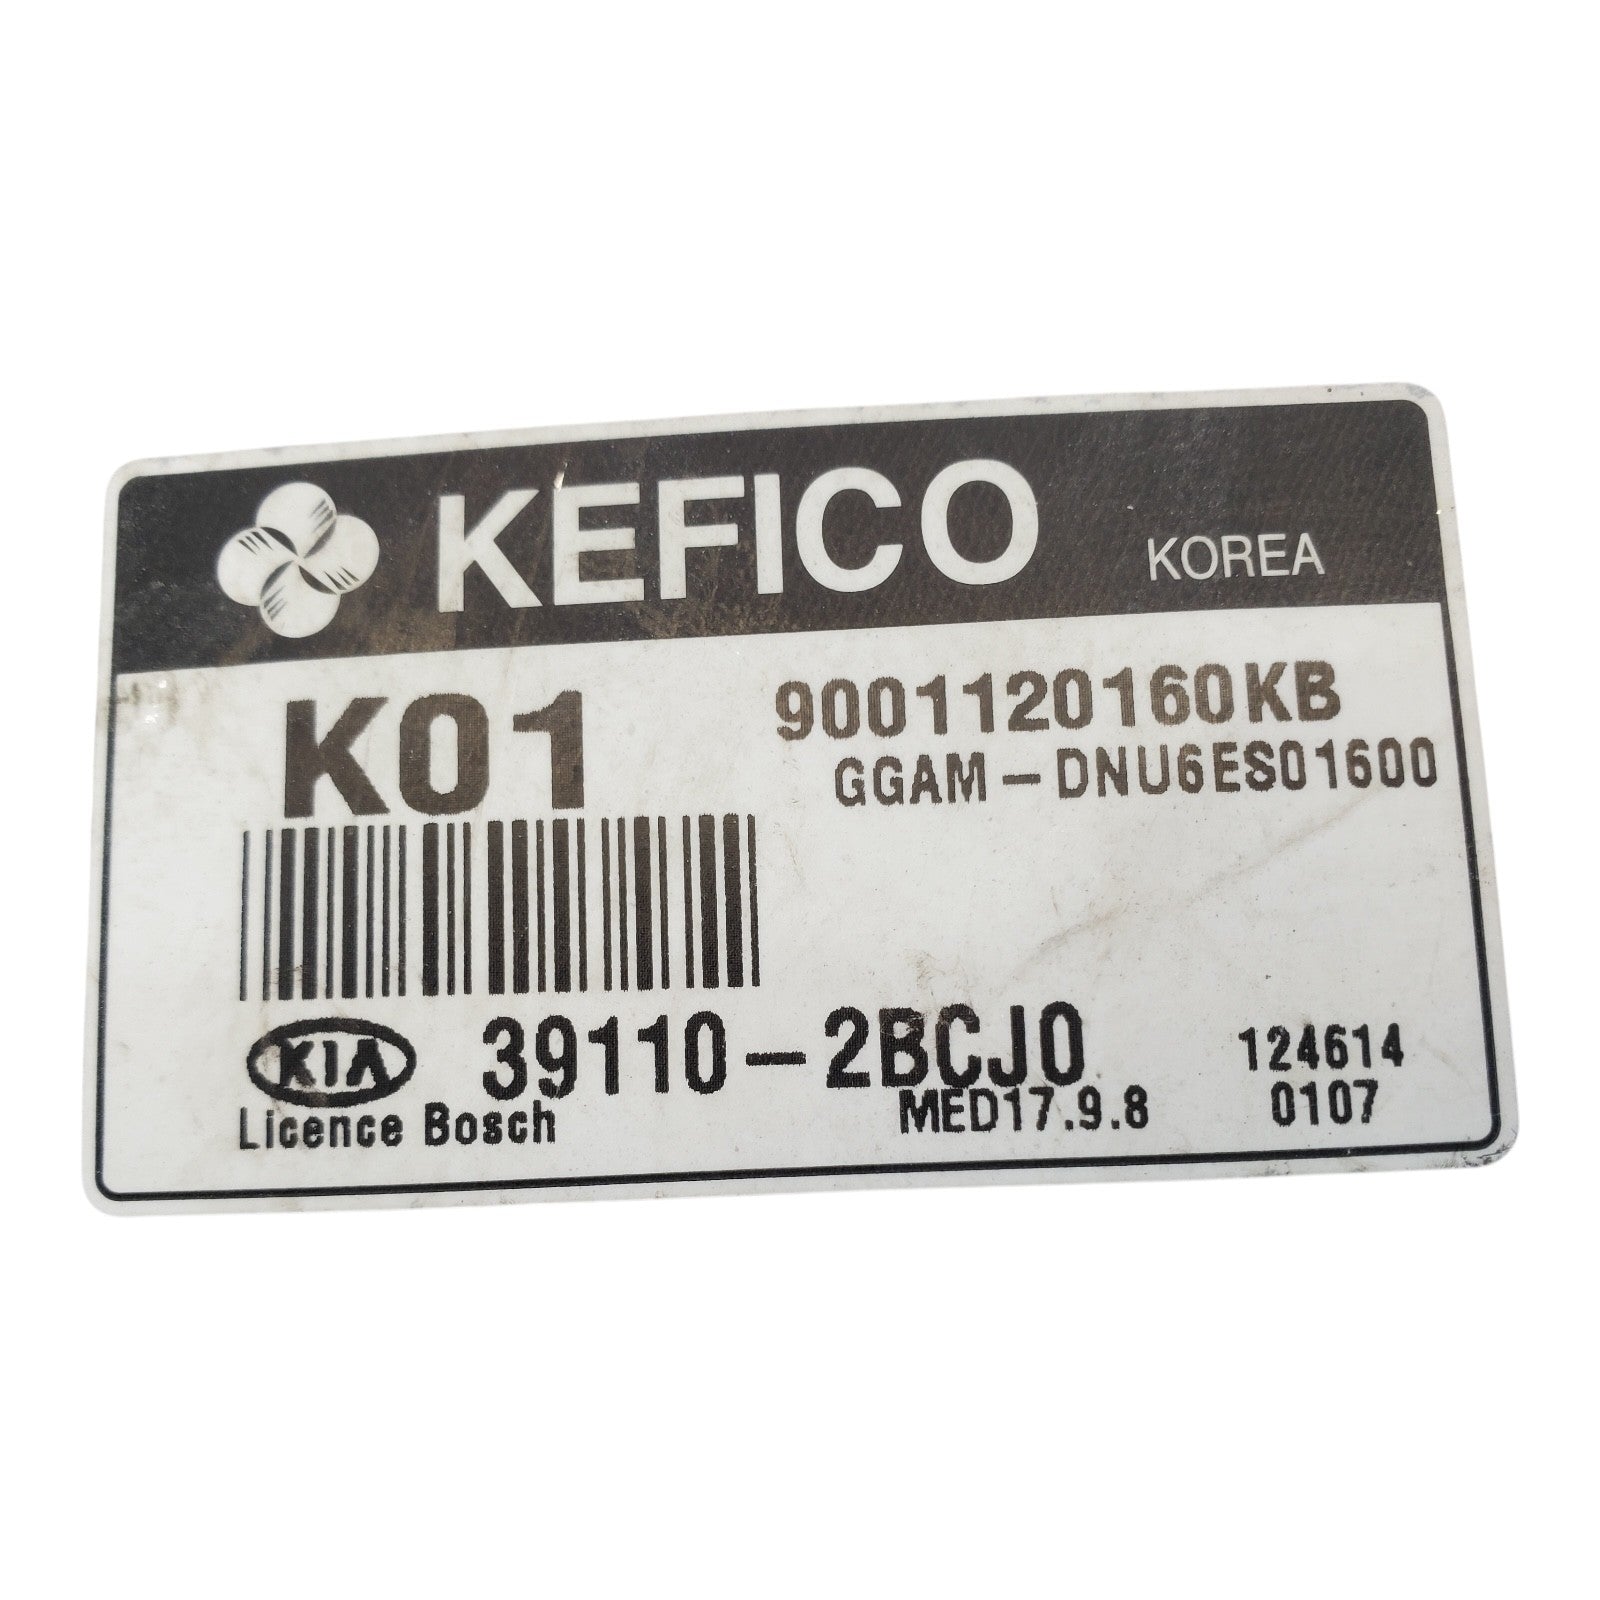 KEFICO KOREA
K01 9001120160KB
GGAM-DNU6ES01600
KIA 39110-2BCJ0 124614
Licence Bosch MED17.9.8 0107